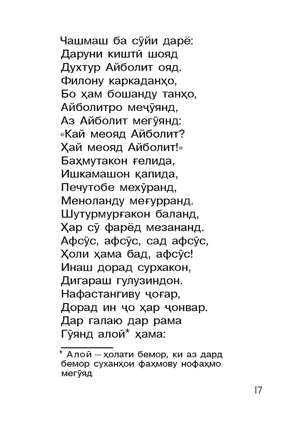 Чашмаш ба сӯйи дарё:
Даруни киштӣ шояд
Духтур Айболит ояд.
Филону каркаданҳо,
Бо ҳам бошанду танҳо,
Айболитро меҷӯянд,
Аз Айболит мегӯянд:
«Кай меояд Айболит?
Ҳай меояд Айболит!»
Баҳмутакон ғелида,
Ишкамашон қапида,
Печутобе мехӯранд,
Меноланду меғурранд.
Шутурмурғакон баланд,
Ҳар сӯ фарёд мезананд.
Афсӯс, афсӯс, сад афсӯс,
Ҳоли ҳама бад, афсӯс!
Инаш дорад сурхакон,
Дигараш гулузиндон.
Нафастангиву ҷоғар,
Дорад ин ҷо ҳар ҷонвар.
Дар галаю дар рама
Гӯянд алой* ҳама:
* Алой — ҳолати бемор, ки аз дард
бемор суханҳои фаҳмову нофаҳмо
мегӯяд
17